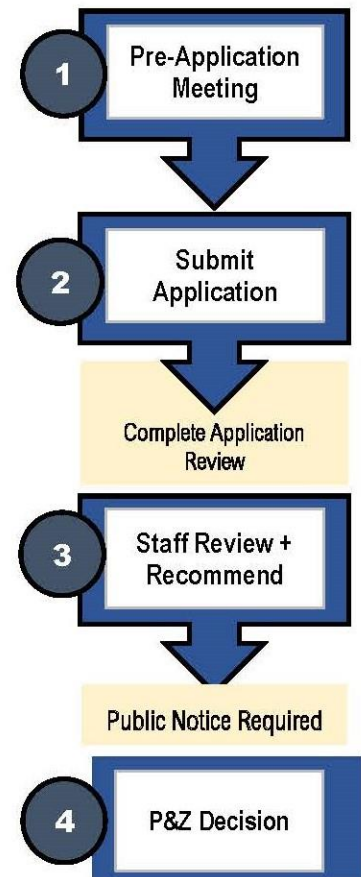 1
Pre-Application
Meeting
2
Submit
Application
Complete Application
Review
3
Staff Review +
Recommend
Public Notice Required
4
P&Z Decision